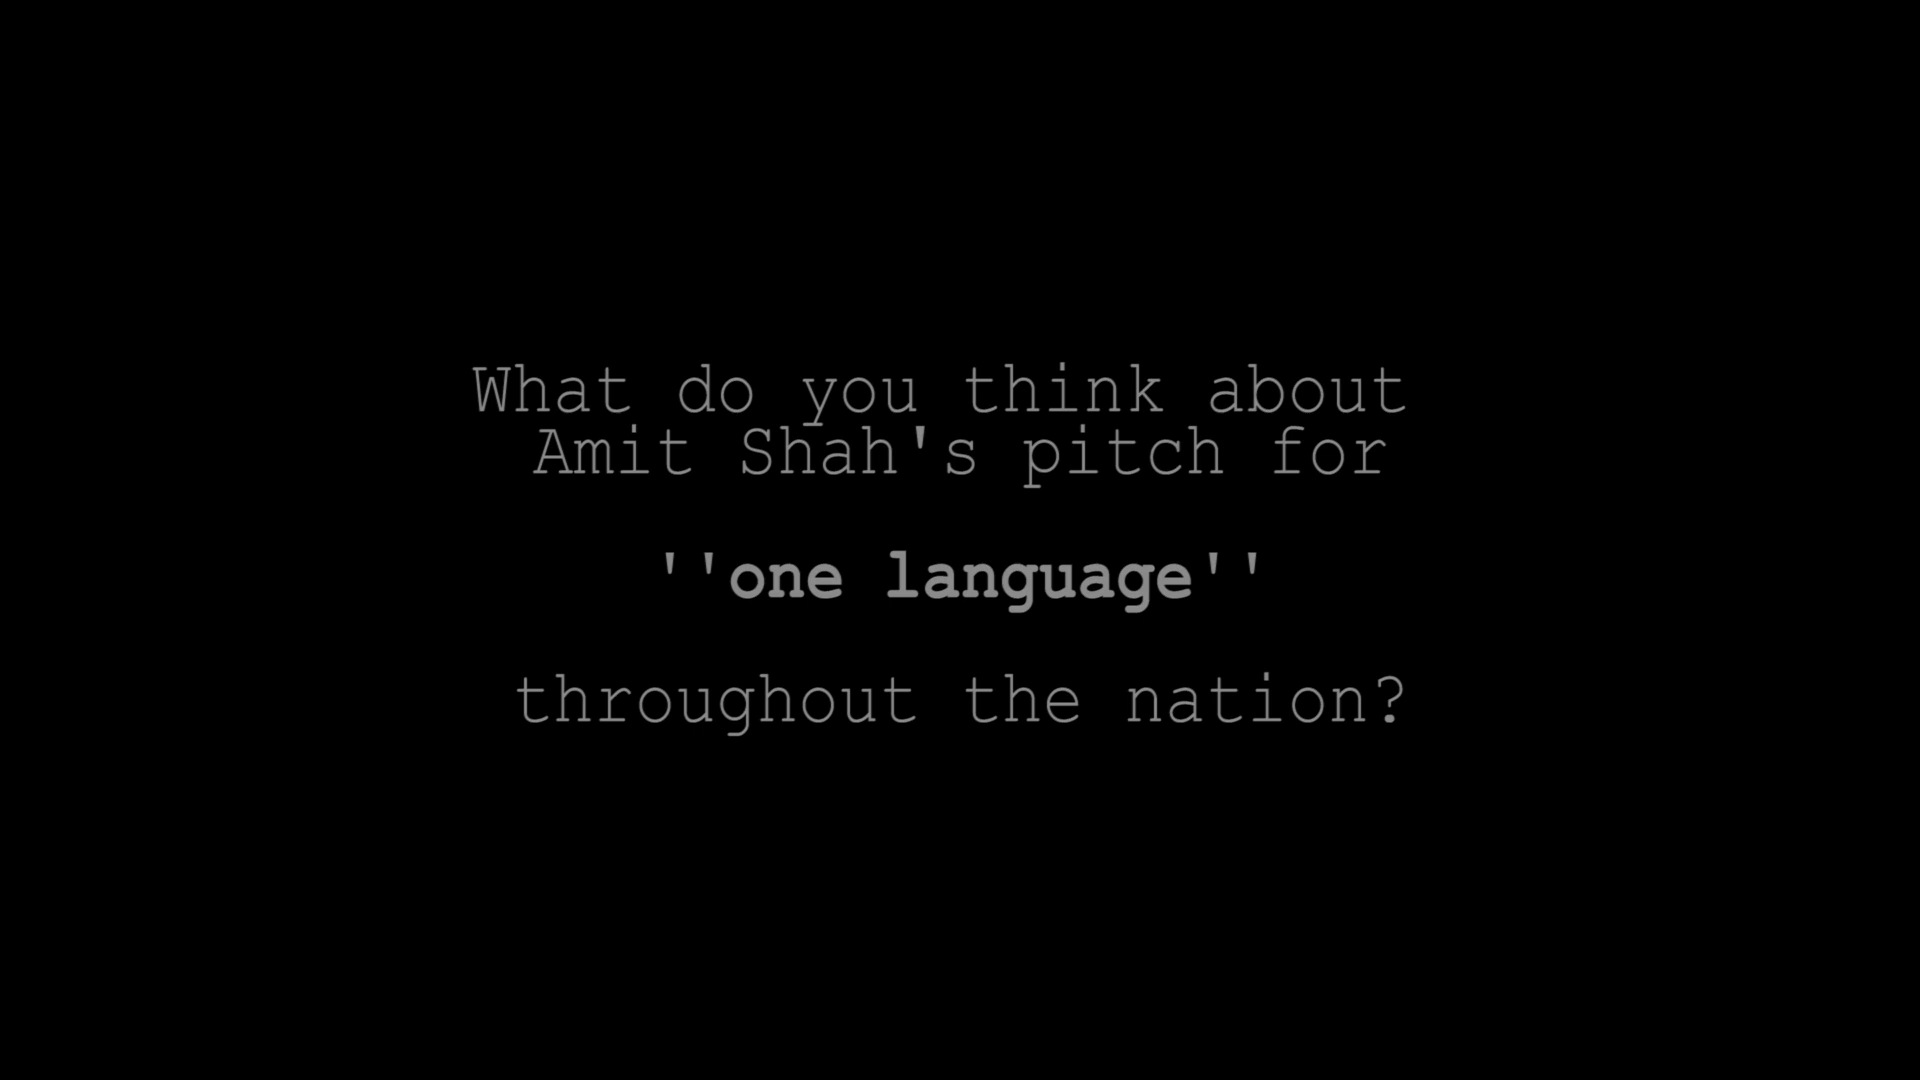 What do you think about
Amit Shah's pitch for
''one language''
throughout the nation?